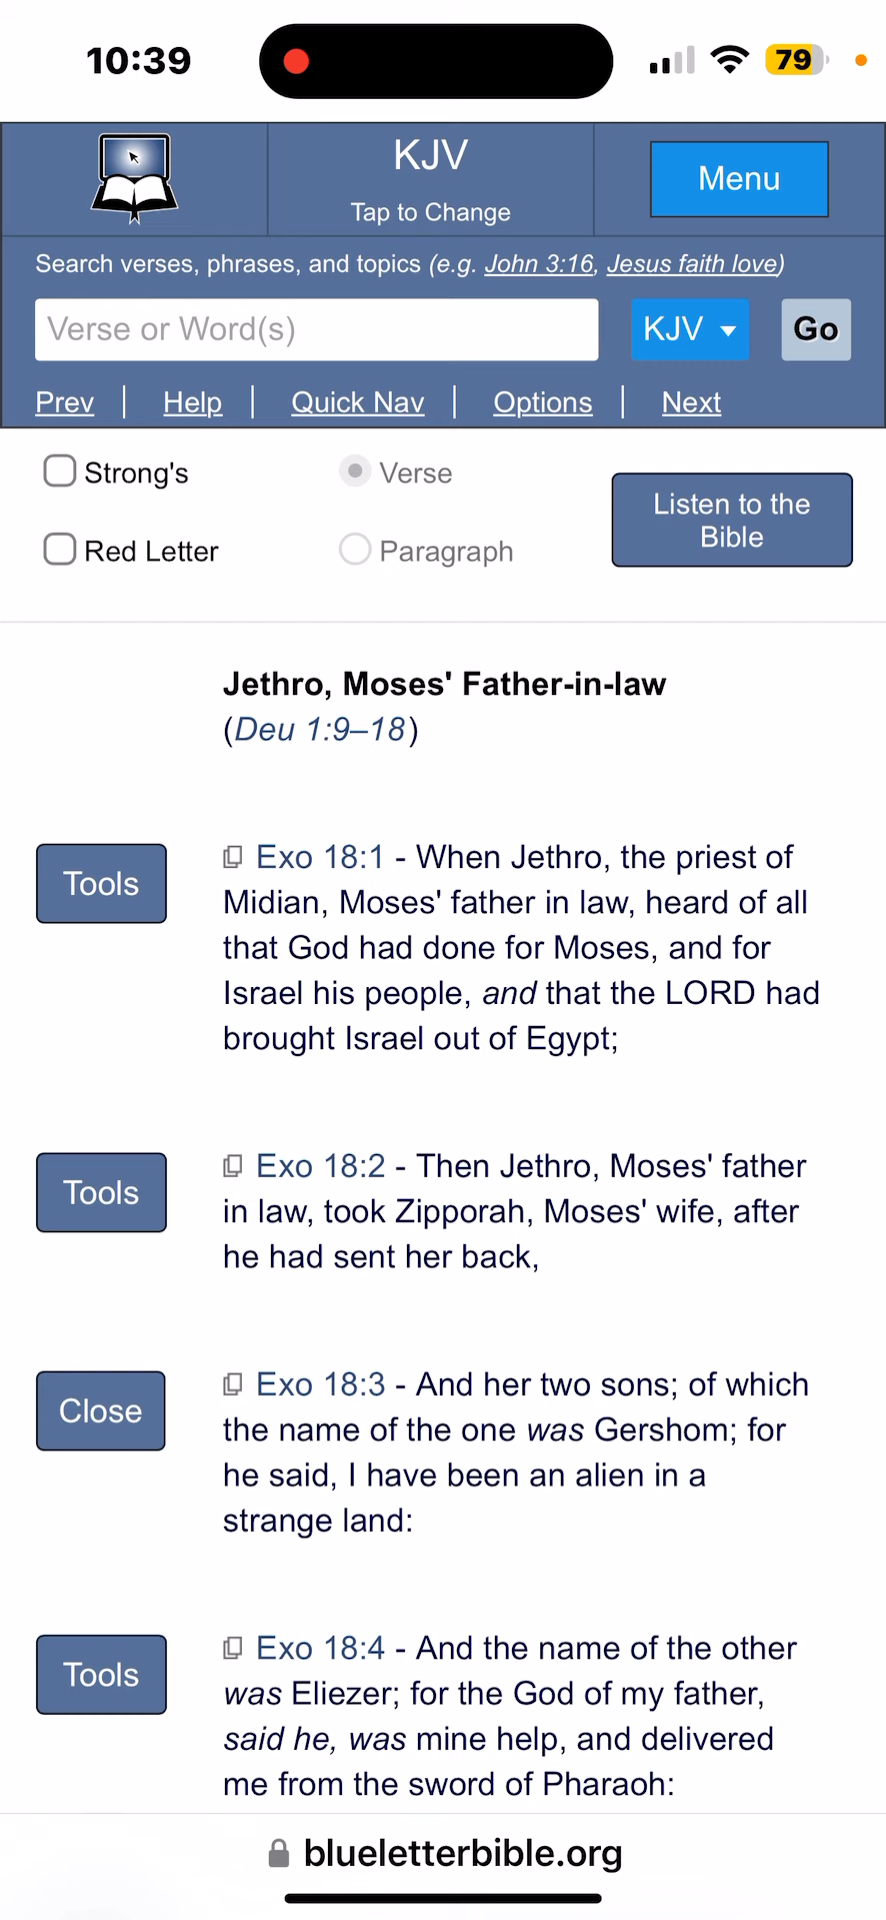 10:39
79
KJV
Tap to Change
Menu
Search verses, phrases, and topics (e.g. John 3:16, Jesus faith love)
Verse or Word(s)
KJV
Go
Prev | Help | Quick Nav | Options | Next
Strong's
Verse
Listen to the
Bible
Red Letter
Paragraph
Jethro, Moses' Father-in-law
(Deu 1:9–18)
Tools
Exo 18:1 - When Jethro, the priest of
Midian, Moses' father in law, heard of all
that God had done for Moses, and for
Israel his people, and that the LORD had
brought Israel out of Egypt;
Tools
Exo 18:2 - Then Jethro, Moses' father
in law, took Zipporah, Moses' wife, after
he had sent her back,
Close
Exo 18:3 - And her two sons; of which
the name of the one was Gershom; for
he said, I have been an alien in a
strange land:
Tools
Exo 18:4 - And the name of the other
was Eliezer; for the God of my father,
said he, was mine help, and delivered
me from the sword of Pharaoh:
blueletterbible.org